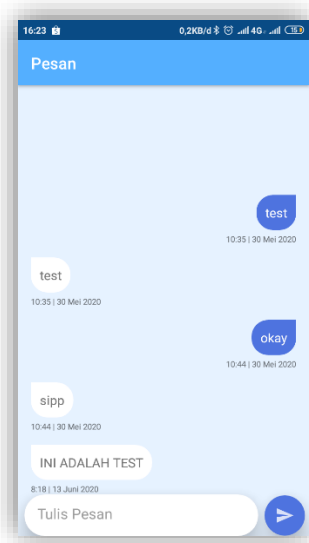 16:23 0,2KB/d 4G 15
Pesan
test
10:35 | 30 Mei 2020
test
10:35 | 30 Mei 2020
okay
10:44 | 30 Mei 2020
sipp
10:44 | 30 Mei 2020
INI ADALAH TEST
8:18 | 13 Juni 2020
Tulis Pesan